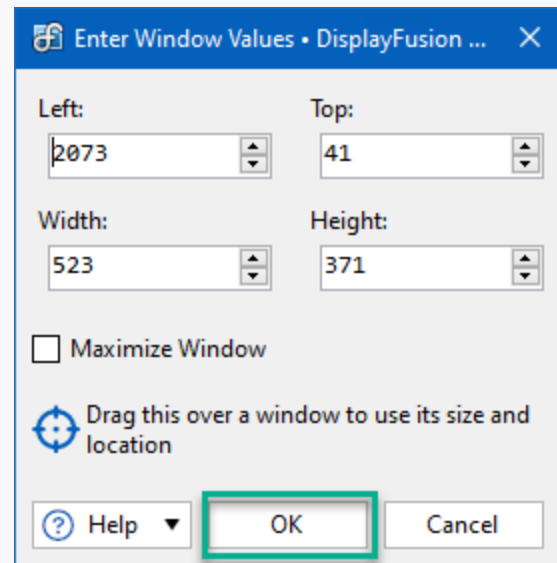 Enter Window Values • DisplayFusion ...
Left: Top:
2073 41
Width: Height:
523 371
Maximize Window
Drag this over a window to use its size and
location
Help OK Cancel